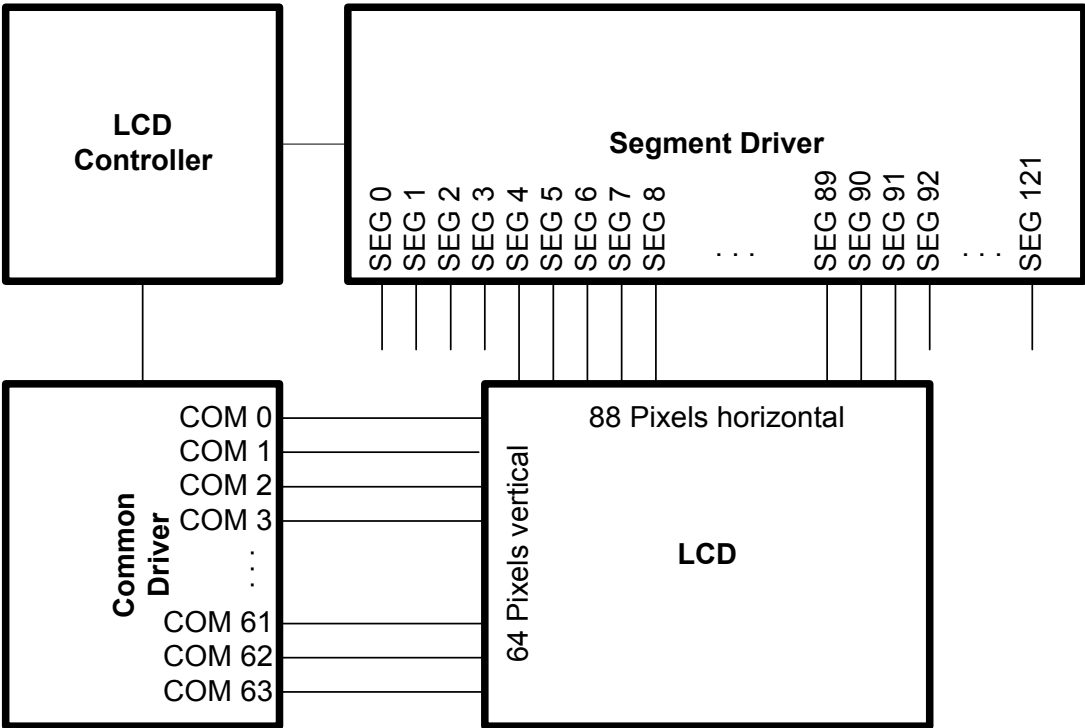 LCD
Controller
Segment Driver
SEG 0
SEG 1
SEG 2
SEG 3
SEG 4
SEG 5
SEG 6
SEG 7
SEG 8
. . .
SEG 89
SEG 90
SEG 91
SEG 92
. . .
SEG 121
Common
Driver
COM 0
COM 1
COM 2
COM 3
. . . .
COM 61
COM 62
COM 63
88 Pixels horizontal
64 Pixels vertical
LCD